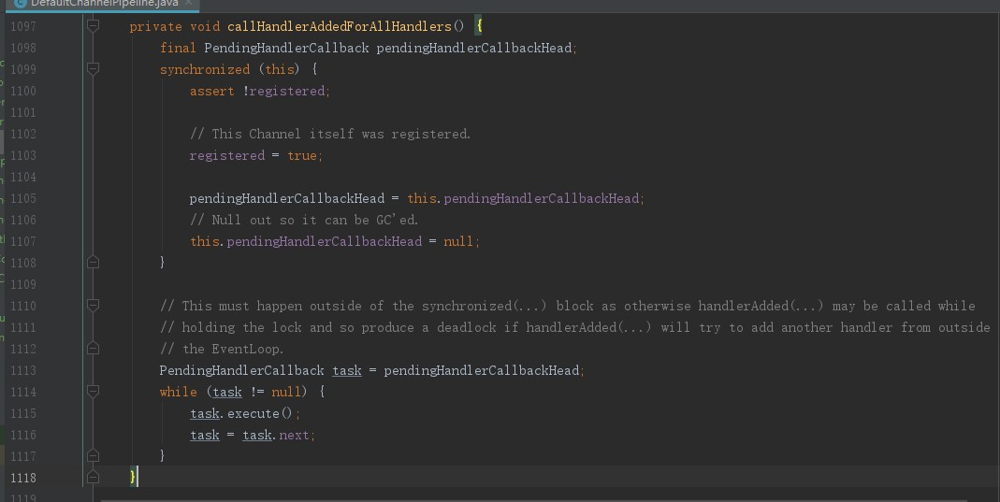 DefaultChannelPipeline.java
1097 private void callHandlerAddedForAllHandlers() {
1098 final PendingHandlerCallback pendingHandlerCallbackHead;
1099 synchronized (this) {
1100 assert !registered;
1101
1102 // This Channel itself was registered.
1103 registered = true;
1104
1105 pendingHandlerCallbackHead = this.pendingHandlerCallbackHead;
1106 // Null out so it can be GC'ed.
1107 this.pendingHandlerCallbackHead = null;
1108 }
1109
1110 // This must happen outside of the synchronized(...) block as otherwise handlerAdded(...) may be called while
1111 // holding the lock and so produce a deadlock if handlerAdded(...) will try to add another handler from outside
1112 // the EventLoop.
1113 PendingHandlerCallback task = pendingHandlerCallbackHead;
1114 while (task != null) {
1115 task.execute();
1116 task = task.next;
1117 }
1118 }
1119